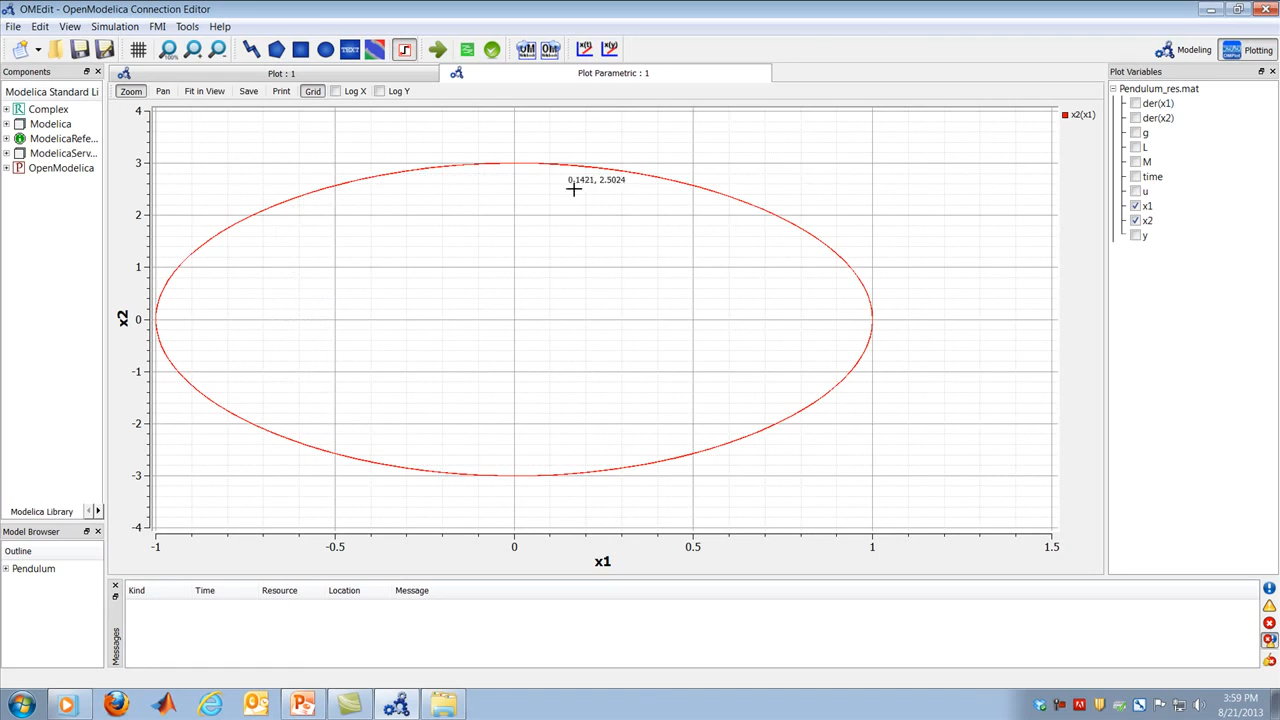 OMEdit - OpenModelica Connection Editor
File Edit View Simulation FMI Tools Help
100% TEXT OM OM x(t) x(y) Modeling Plotting
Components
Modelica Standard Li
Complex
Modelica
ModelicaRefe...
ModelicaServ...
OpenModelica
Modelica Library
Model Browser
Outline
Pendulum
Plot : 1
Plot Parametric : 1
Zoom Pan Fit in View Save Print Grid Log X Log Y
x2(x1)
0.1421, 2.5024
4
3
2
1
0
-1
-2
-3
-4
x2
-1 -0.5 0 0.5 1 1.5
x1
Plot Variables
Pendulum_res.mat
der(x1)
der(x2)
g
L
M
time
u
x1
x2
y
Messages
Kind Time Resource Location Message
3:59 PM
8/21/2013